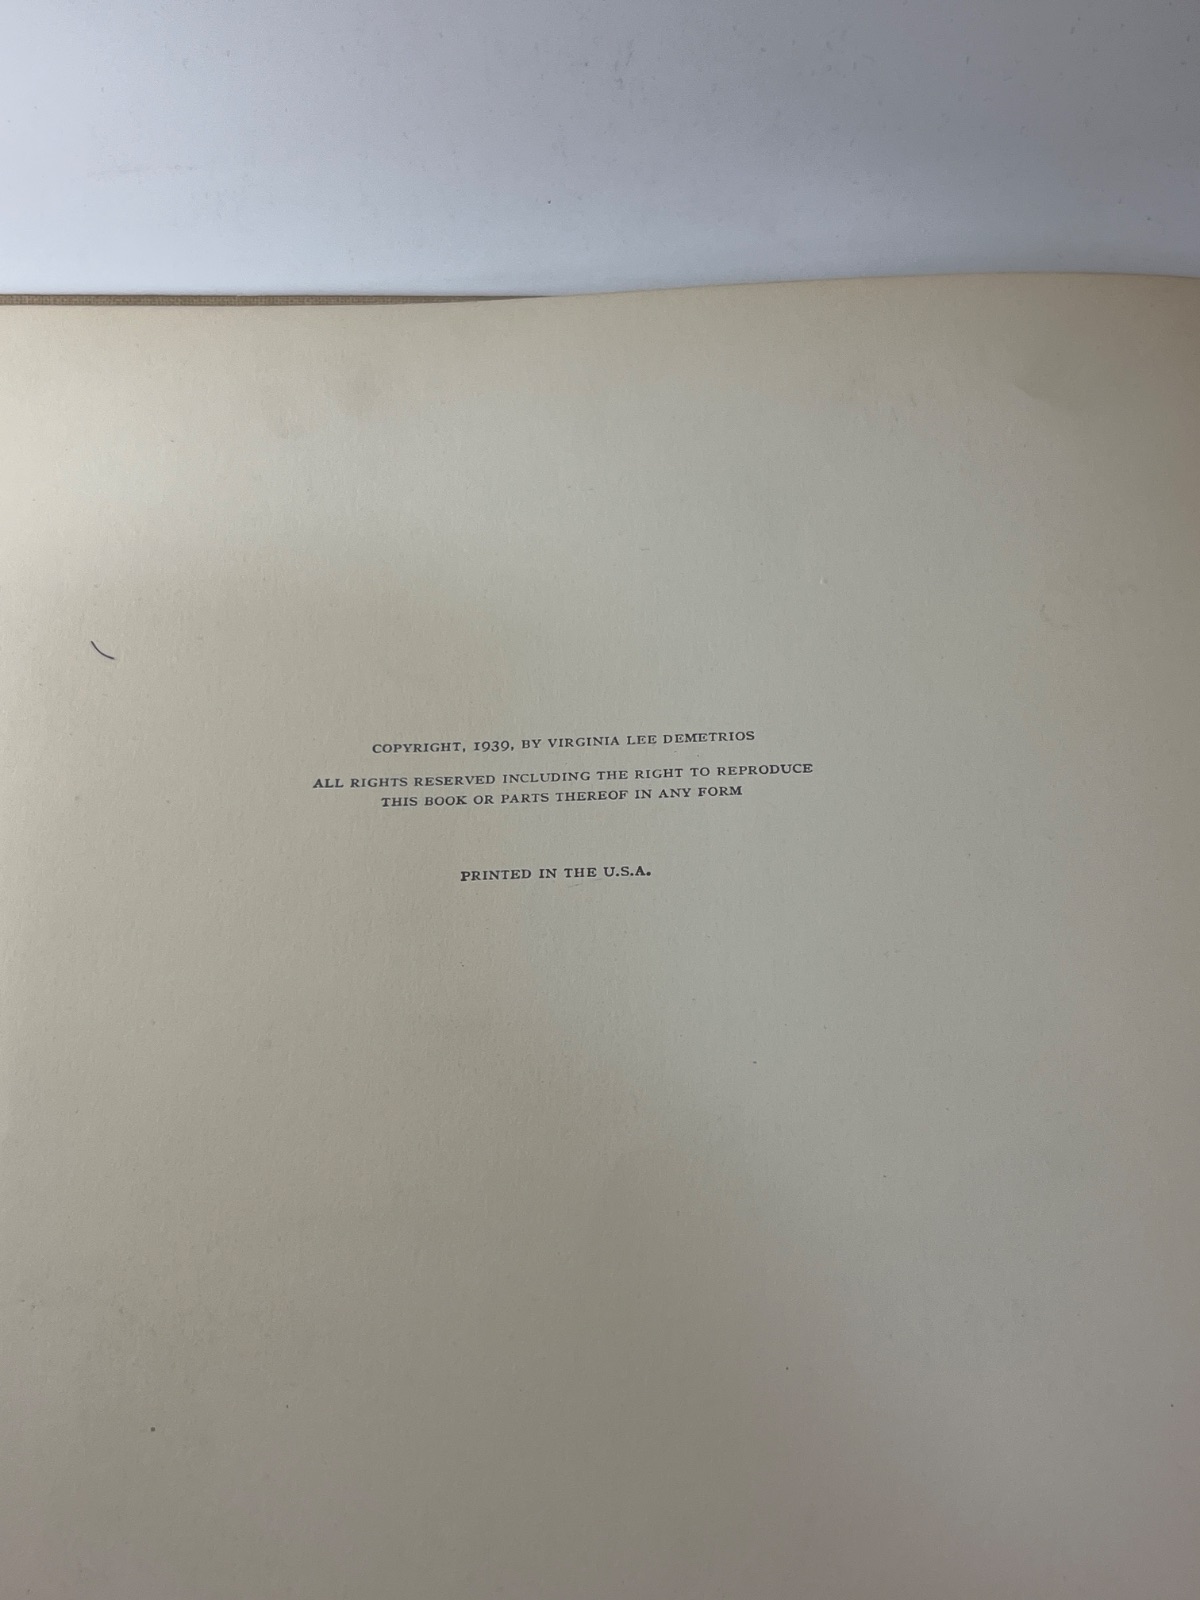 COPYRIGHT, 1939, BY VIRGINIA LEE DEMETRIOS
ALL RIGHTS RESERVED INCLUDING THE RIGHT TO REPRODUCE
THIS BOOK OR PARTS THEREOF IN ANY FORM
PRINTED IN THE U.S.A.